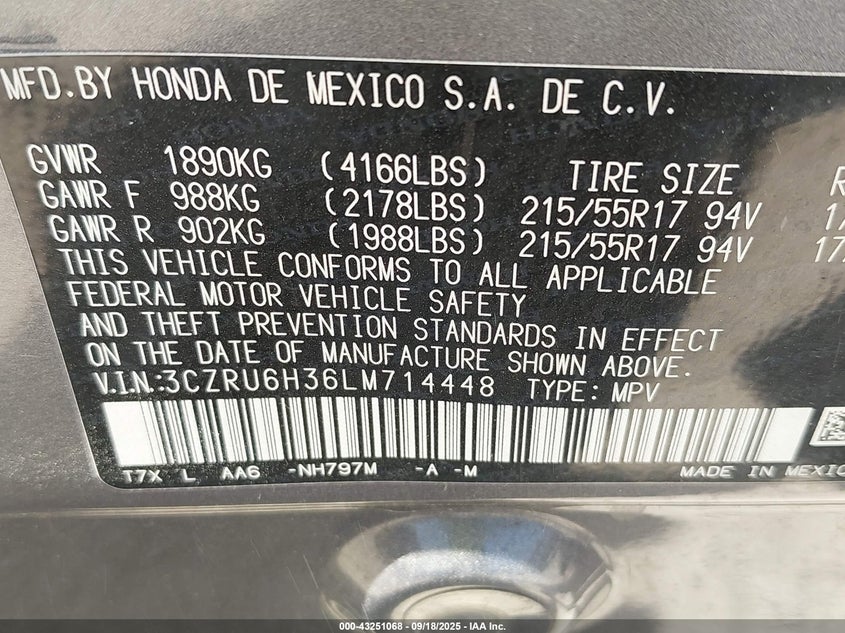 MFD.BY HONDA DE MEXICO S.A. DE C.V.
GVWR 1890KG (4166LBS) TIRE SIZE
GAWR F 988KG (2178LBS) 215/55R17 94V
GAWR R 902KG (1988LBS) 215/55R17 94V
THIS VEHICLE CONFORMS TO ALL APPLICABLE
FEDERAL MOTOR VEHICLE SAFETY
AND THEFT PREVENTION STANDARDS IN EFFECT
ON THE DATE OF MANUFACTURE SHOWN ABOVE.
V.I.N.:3CZRU6H36LM714448 TYPE: MPV
T7X L AA6 -NH797M -A -M MADE IN MEXICO
000-43251068 | 09/18/2025 | IAA Inc.